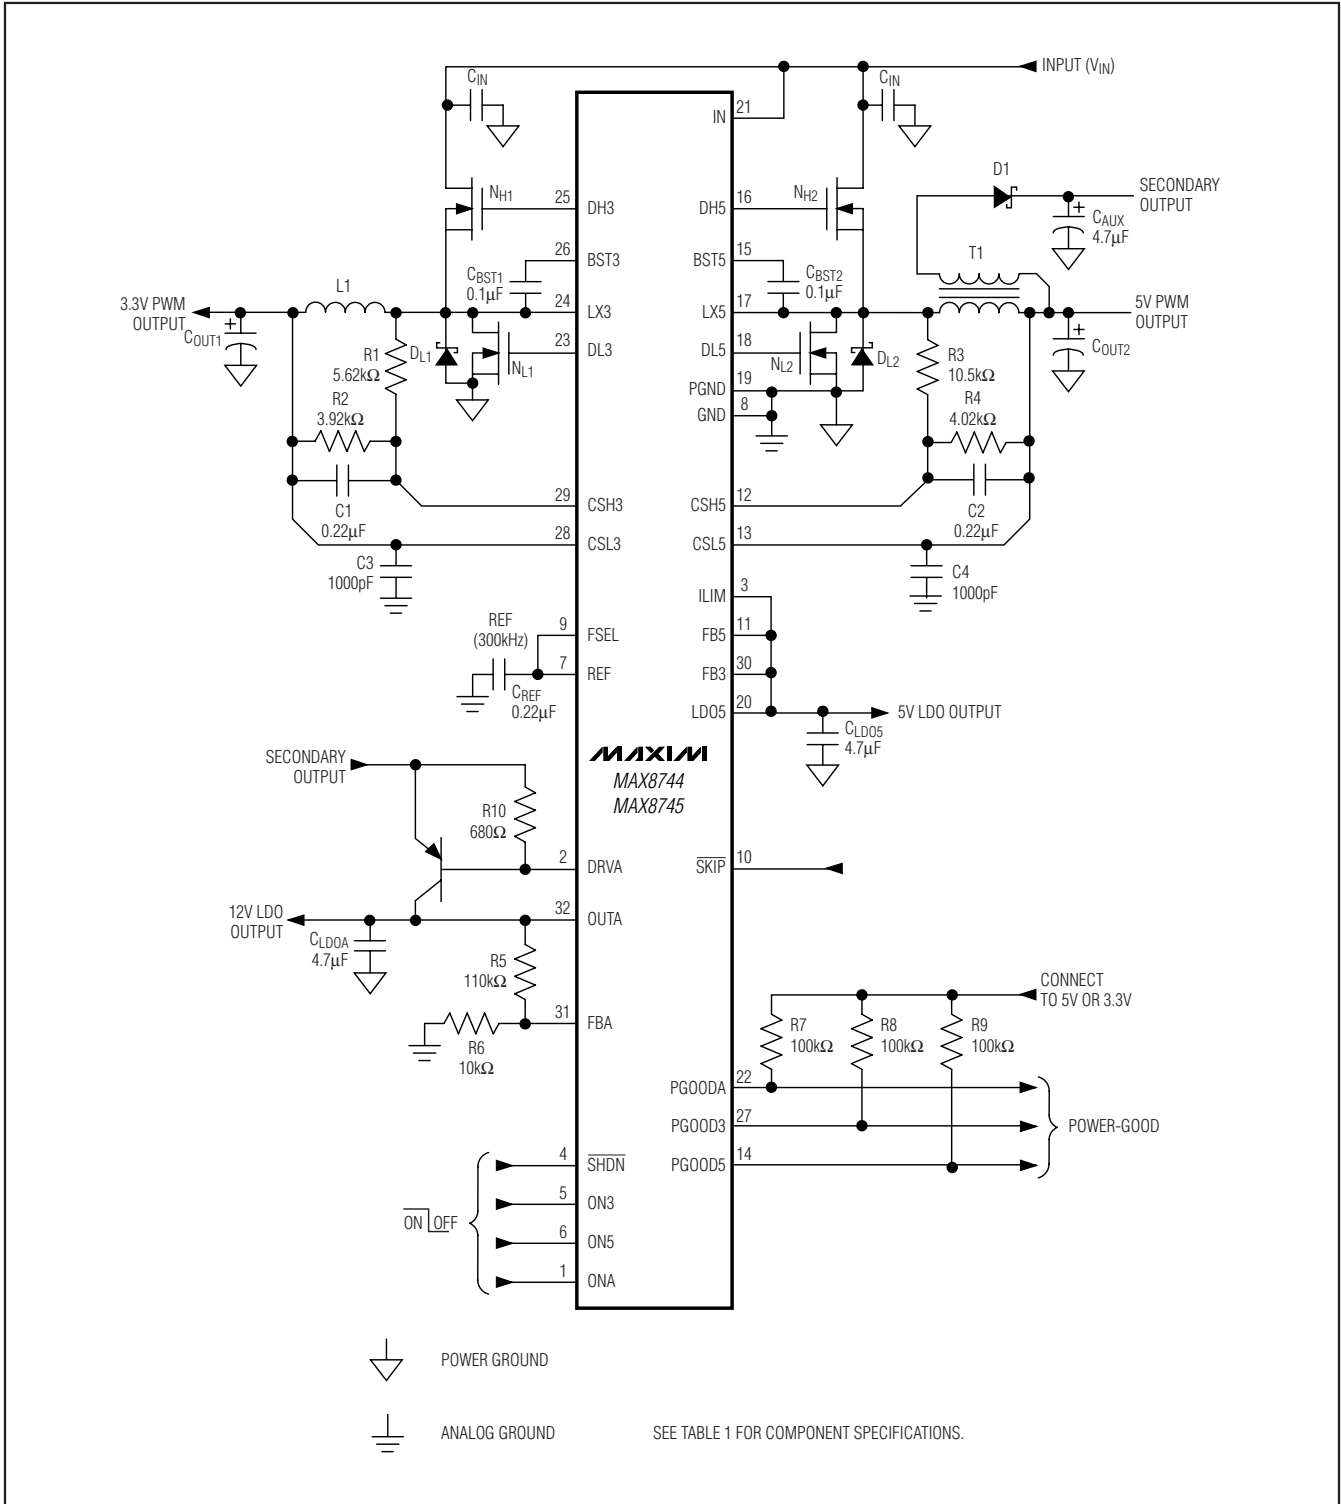 INPUT (VIN)
CIN
CIN
21
IN
D1
SECONDARY
OUTPUT
NH1
25
DH3
DH5
16
NH2
+
CAUX
4.7µF
26
BST3
BST5
15
T1
CBST1
0.1µF
CBST2
0.1µF
L1
3.3V PWM
OUTPUT
24
LX3
LX5
17
5V PWM
OUTPUT
+
COUT1
+
COUT2
DL1
NL1
23
DL3
DL5
18
NL2
DL2
R1
5.62kΩ
R3
10.5kΩ
PGND
19
R2
3.92kΩ
GND
8
R4
4.02kΩ
29
CSH3
CSH5
12
C1
0.22µF
C2
0.22µF
28
CSL3
CSL5
13
C3
1000pF
C4
1000pF
ILIM
3
REF
(300kHz)
9
FSEL
FB5
11
7
REF
FB3
30
CREF
0.22µF
LDO5
20
5V LDO OUTPUT
CLDO5
4.7µF
MAXIM
MAX8744
MAX8745
SECONDARY
OUTPUT
R10
680Ω
2
DRVA
SKIP
10
12V LDO
OUTPUT
32
OUTA
CLDOA
4.7µF
R5
110kΩ
CONNECT
TO 5V OR 3.3V
31
FBA
R6
10kΩ
R7
100kΩ
R8
100kΩ
R9
100kΩ
PGOODA
22
PGOOD3
27
POWER-GOOD
PGOOD5
14
4
SHDN
5
ON3
ON OFF
6
ON5
1
ONA
POWER GROUND
ANALOG GROUND
SEE TABLE 1 FOR COMPONENT SPECIFICATIONS.